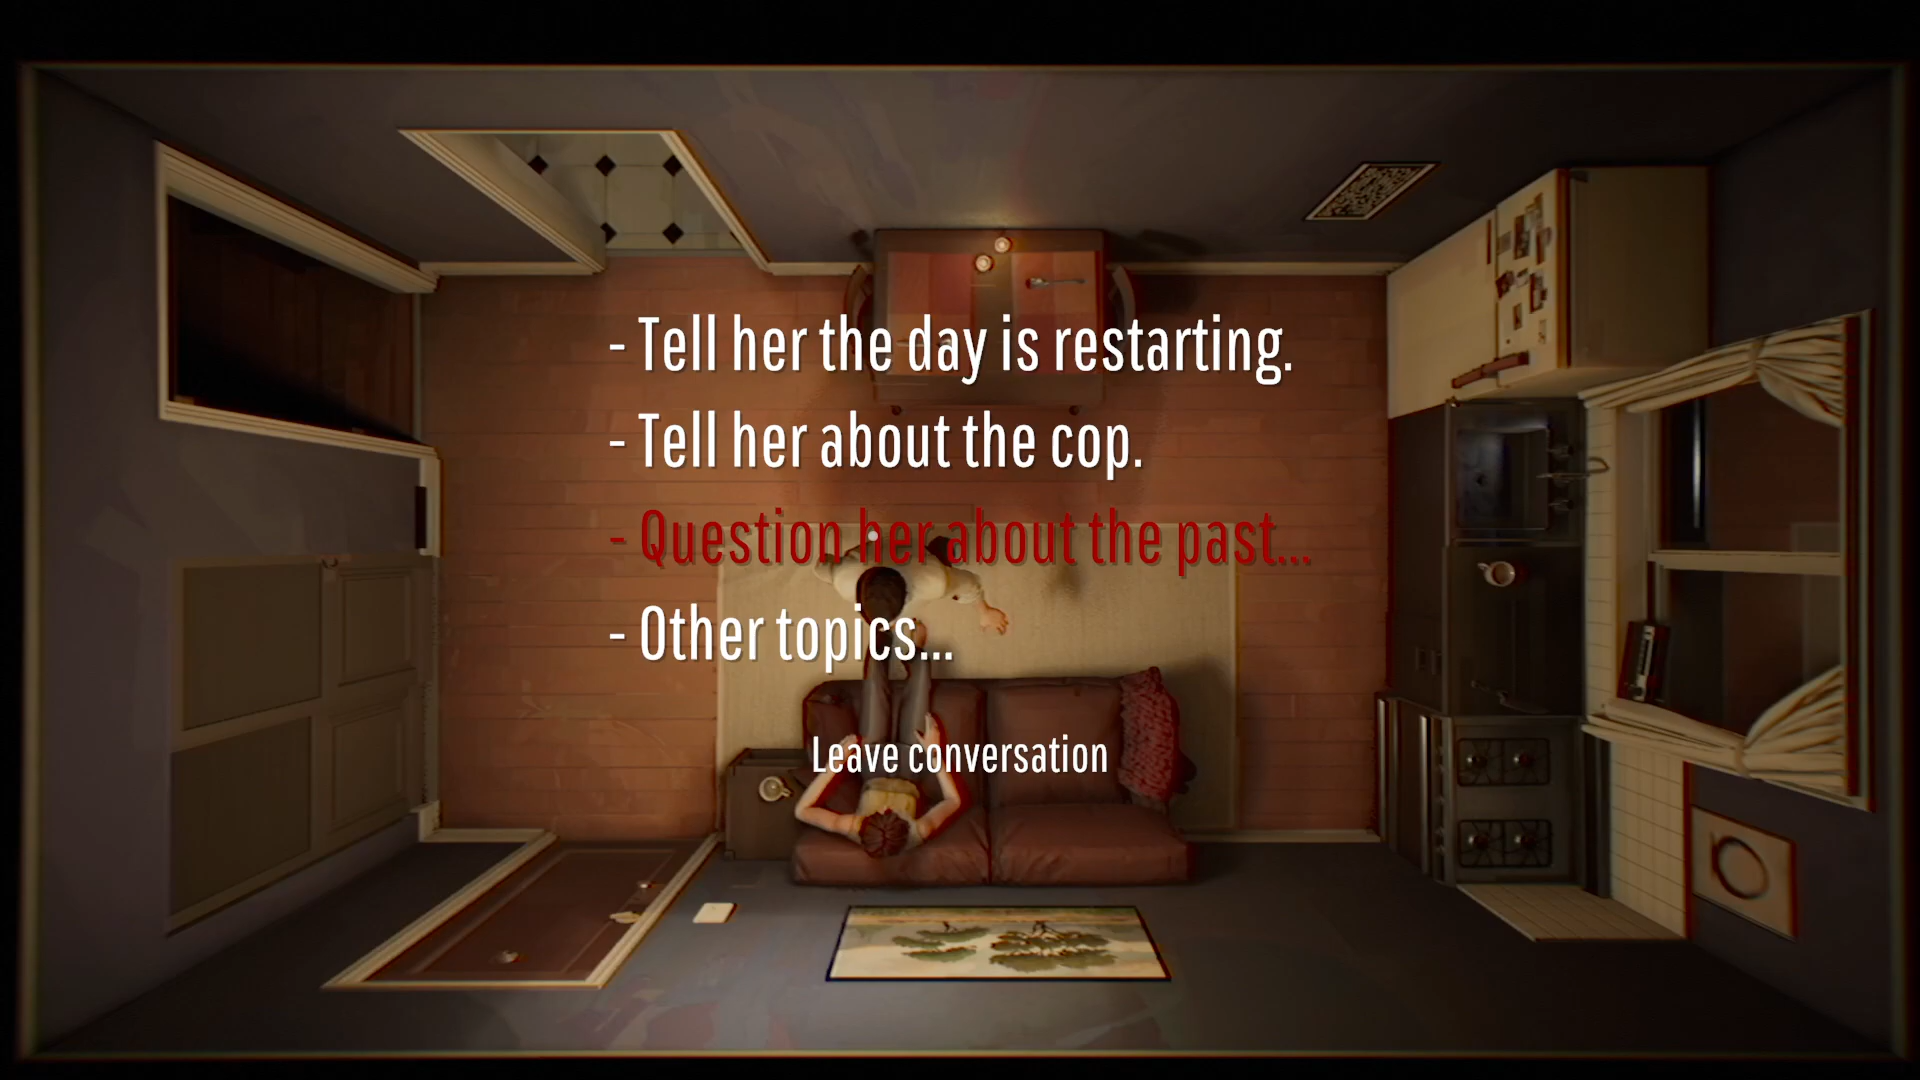 - Tell her the day is restarting.
- Tell her about the cop.
- Question her about the past...
- Other topics...
Leave conversation